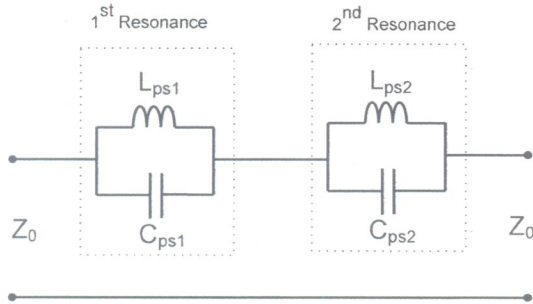 1st Resonance
2nd Resonance
Lps1
Lps2
Z0
Cps1
Cps2
Z0